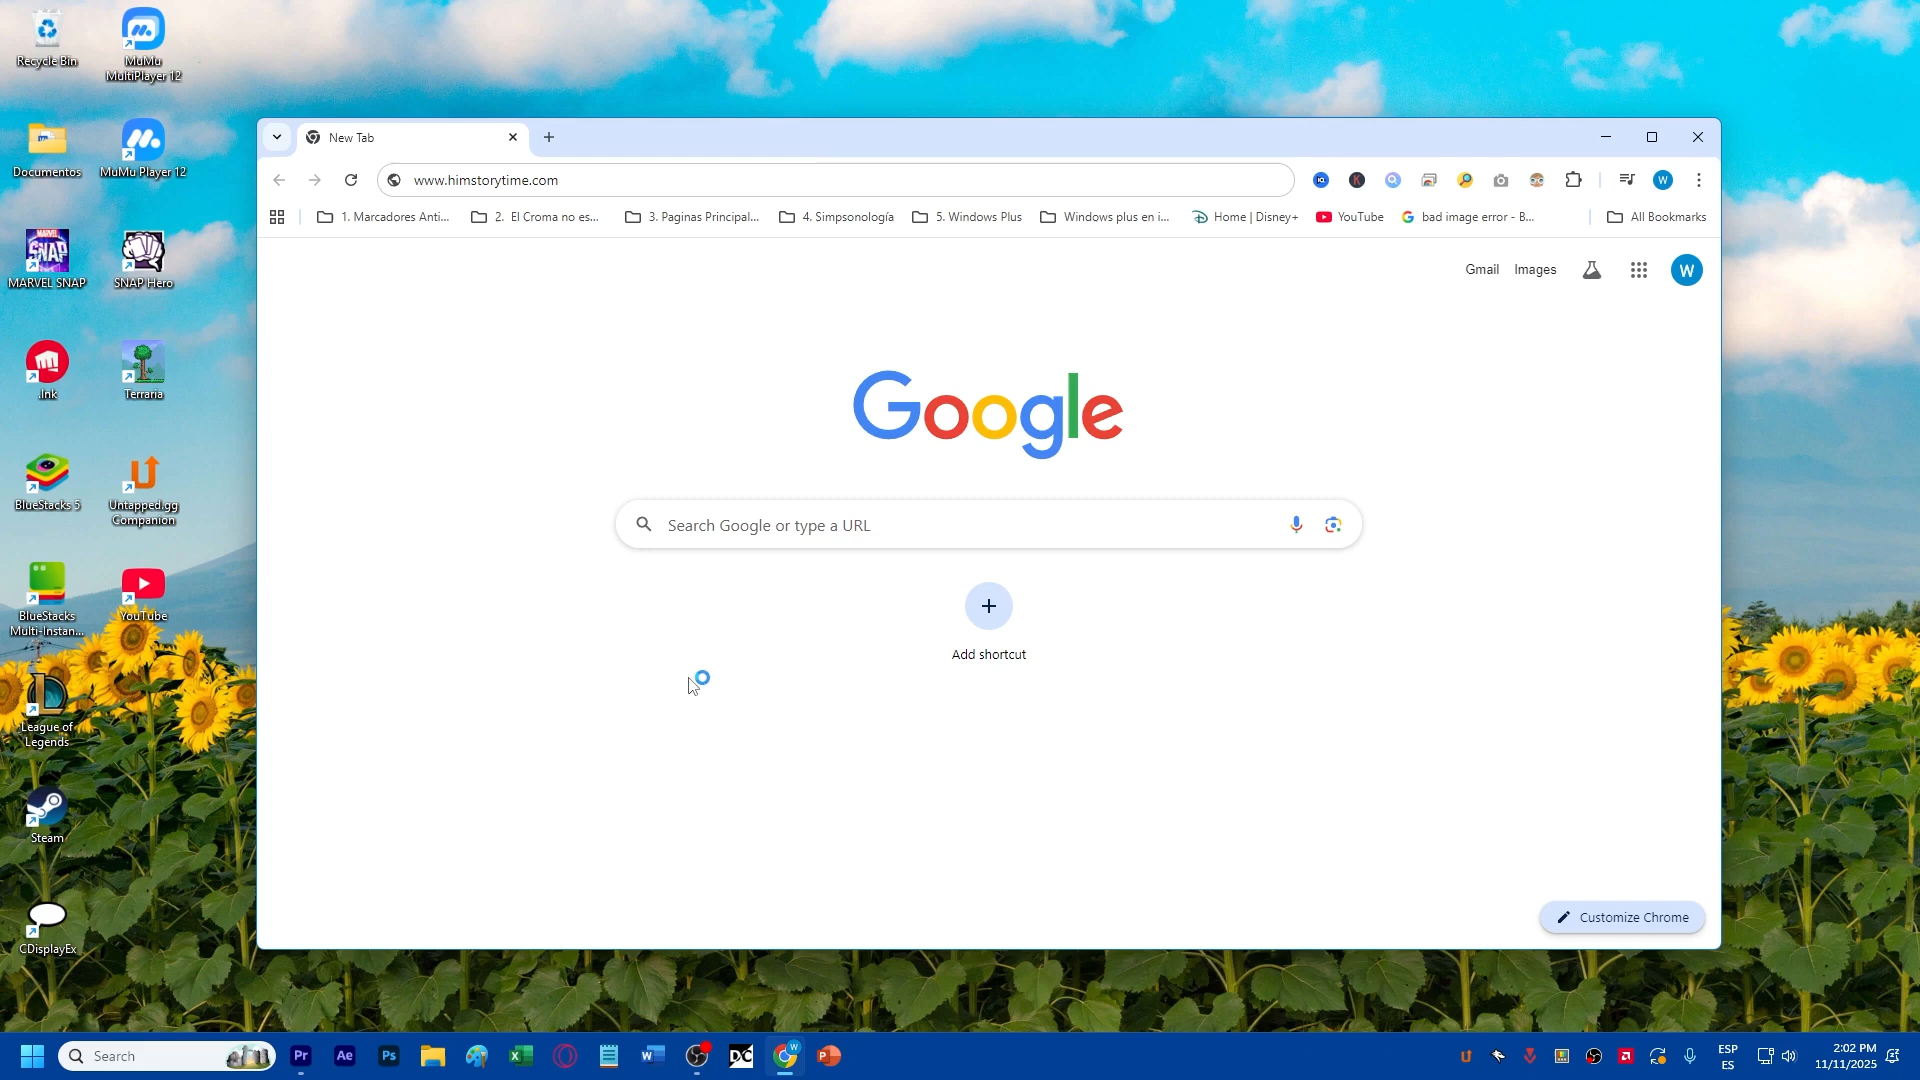 Recycle Bin
MuMu
MultiPlayer 12
Documentos
MuMu Player 12
MARVEL SNAP
SNAP Hero
.lnk
Terraria
BlueStacks 5
Untapped.gg
Companion
BlueStacks
Multi-Instan...
YouTube
League of
Legends
Steam
CDisplayEx
New Tab
www.himstorytime.com
W
1. Marcadores Anti...
2. El Croma no es...
3. Paginas Principal...
4. Simpsonología
5. Windows Plus
Windows plus en i...
Home | Disney+
YouTube
bad image error - B...
All Bookmarks
Gmail
Images
W
Google
Search Google or type a URL
Add shortcut
Customize Chrome
Search
Pr
Ae
Ps
DC
W
ESP
ES
2:02 PM
11/11/2025